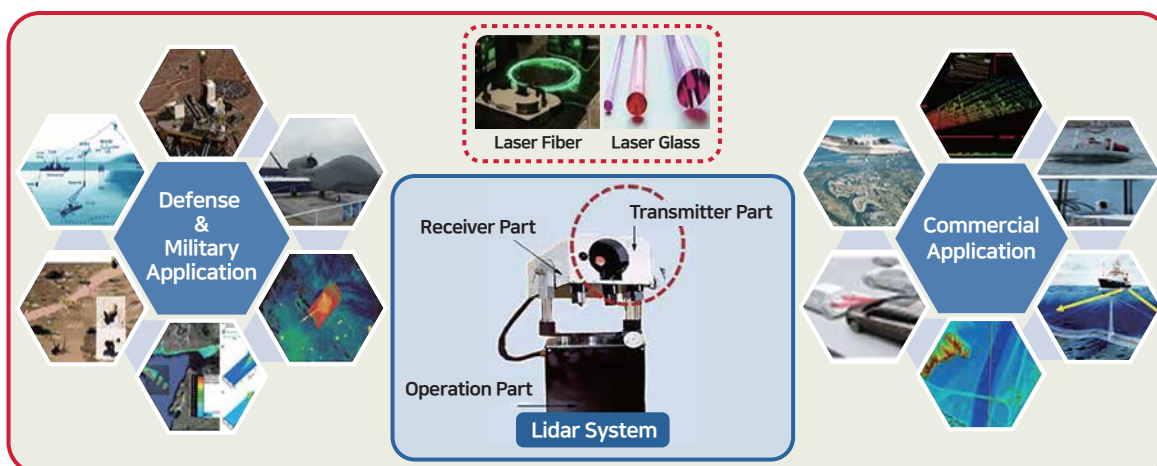 Laser Fiber
Laser Glass
Defense
&
Military
Application
Receiver Part
Transmitter Part
Operation Part
Lidar System
Commercial
Application